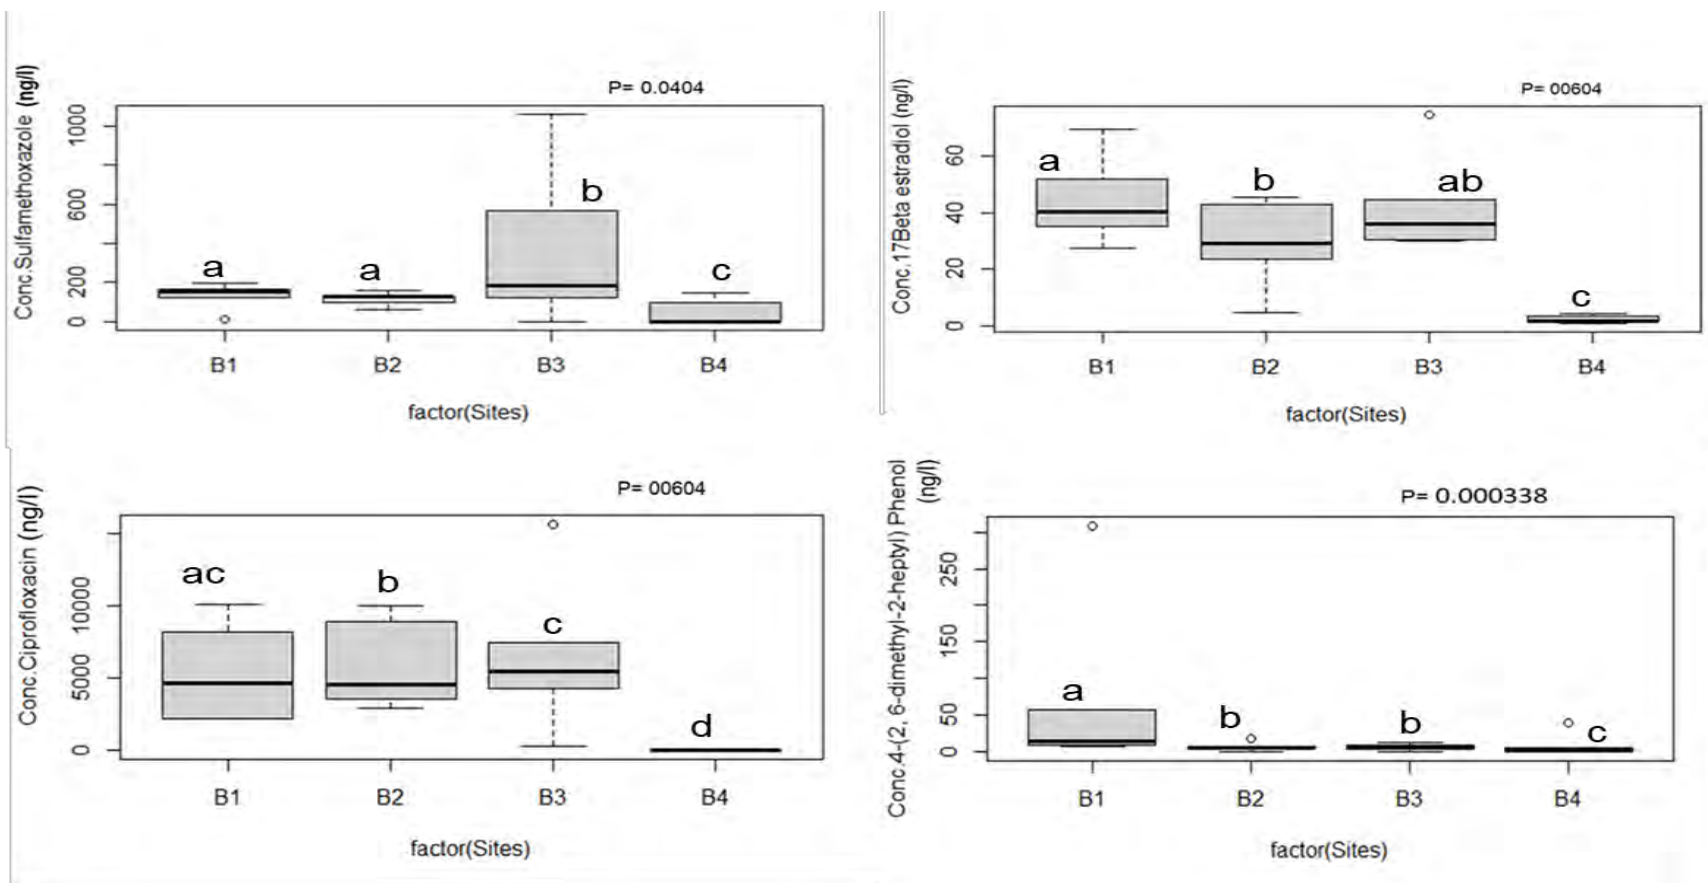 Conc.Sulfamethoxazole (ng/l)
P= 0.0404
1000
600
200
0
a
a
b
c
B1 B2 B3 B4
factor(Sites)
Conc.17Beta estradiol (ng/l)
P= 00604
60
40
20
0
a
b
ab
c
B1 B2 B3 B4
factor(Sites)
Conc.Ciprofloxacin (ng/l)
P= 00604
10000
5000
0
ac
b
c
d
B1 B2 B3 B4
factor(Sites)
Conc.4-(2, 6-dimethyl-2-heptyl) Phenol
(ng/l)
P= 0.000338
250
150
50
0
a
b
b
c
B1 B2 B3 B4
factor(Sites)